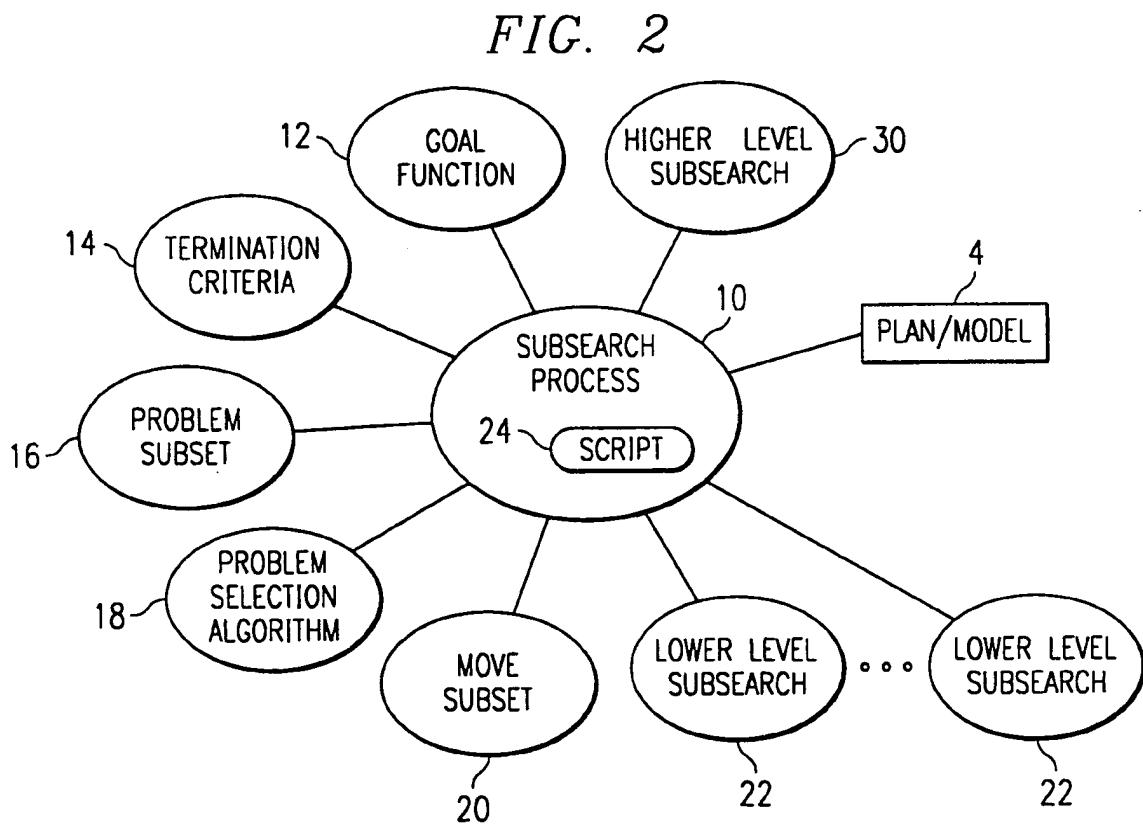 FIG. 2
12
GOAL
FUNCTION
HIGHER LEVEL
SUBSEARCH
30
14
TERMINATION
CRITERIA
10
4
PLAN/MODEL
SUBSEARCH
PROCESS
24
SCRIPT
16
PROBLEM
SUBSET
18
PROBLEM
SELECTION
ALGORITHM
MOVE
SUBSET
20
LOWER LEVEL
SUBSEARCH
22
LOWER LEVEL
SUBSEARCH
22